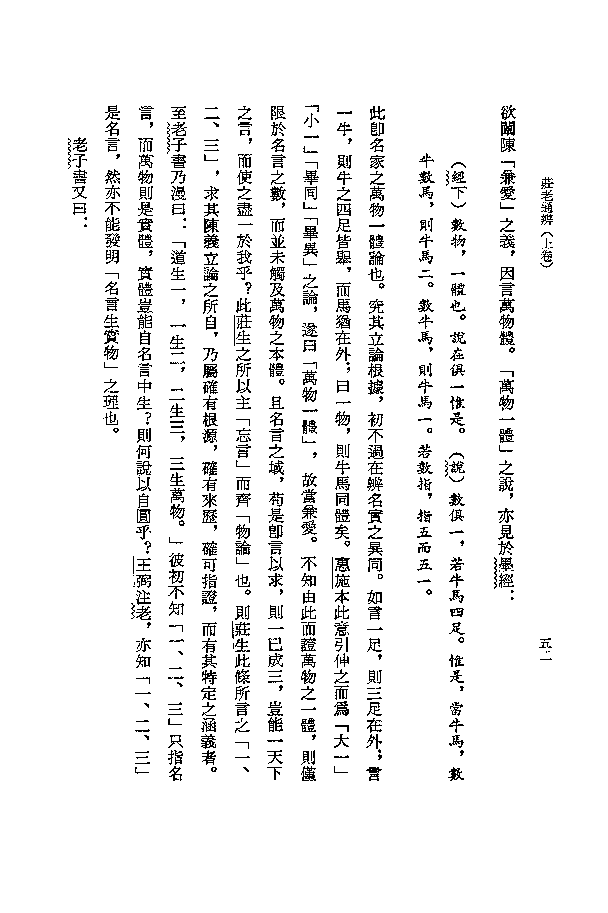 莊老通辨（上卷）
五二
欲闡陳「兼愛」之義，因言萬物體。「萬物一體」之說，亦見於墨經：
（經下）數物，一體也。說在俱一惟是。（說）數俱一，若牛馬四足。惟是，當牛馬，數
牛數馬，則牛馬二。數牛馬，則牛馬一。若數指，指五而五一。
此卽名家之萬物一體論也。究其立論根據，初不過在辨名實之異同。如言一足，則三足在外；言
一牛，則牛之四足皆舉，而馬猶在外；曰一物，則牛馬同體矣。惠施本此意引伸之而爲「大一」
「小一」「畢同」「畢異」之論，遂曰「萬物一體」，故當兼愛。不知由此而證萬物之一體，則僅
限於名言之數，而並未觸及萬物之本體。且名言之域，苟是卽言以求，則一已成三，豈能一天下
之言，而使之盡一於我乎？此莊生之所以主「忘言」而齊「物論」也。則莊生此條所言之「一、
二、三」，求其陳義立論之所自，乃屬確有根源，確有來歷，確可指證，而有其特定之涵義者。
至老子書乃漫曰：「道生一，一生二，二生三，三生萬物。」彼初不知「一、二、三」只指名
言，而萬物則是實體，實體豈能自名言中生？則何說以自圓乎？王弼注老，亦知「一、二、三」
是名言，然亦不能發明「名言生實物」之理也。
老子書又曰：